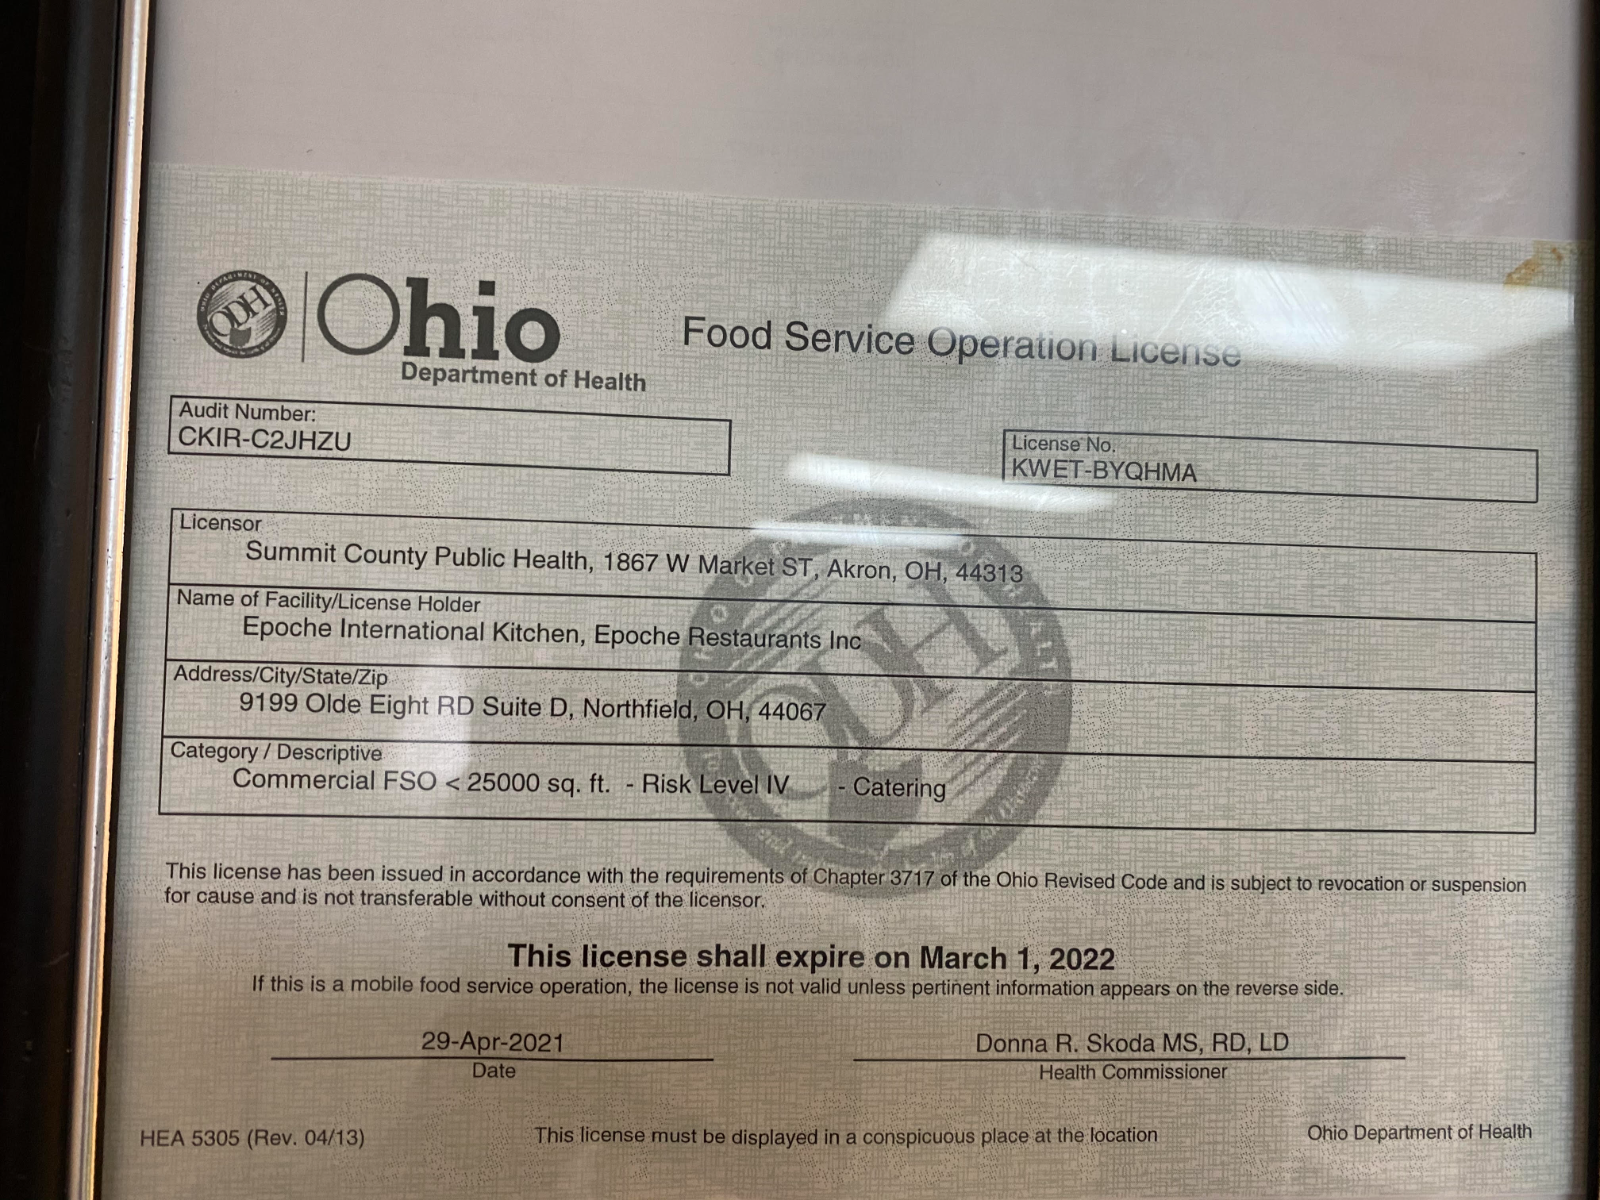 Ohio
Department of Health
Food Service Operation License
Audit Number:
CKIR-C2JHZU
License No.
KWET-BYQHMA
Licensor
Summit County Public Health, 1867 W Market ST, Akron, OH, 44313
Name of Facility/License Holder
Epoche International Kitchen, Epoche Restaurants Inc
Address/City/State/Zip
9199 Olde Eight RD Suite D, Northfield, OH, 44067
Category / Descriptive
Commercial FSO < 25000 sq. ft. - Risk Level IV - Catering
ODH
This license has been issued in accordance with the requirements of Chapter 3717 of the Ohio Revised Code and is subject to revocation or suspension
for cause and is not transferable without consent of the licensor.
This license shall expire on March 1, 2022
If this is a mobile food service operation, the license is not valid unless pertinent information appears on the reverse side.
29-Apr-2021
Date
Donna R. Skoda MS, RD, LD
Health Commissioner
HEA 5305 (Rev. 04/13)
This license must be displayed in a conspicuous place at the location
Ohio Department of Health